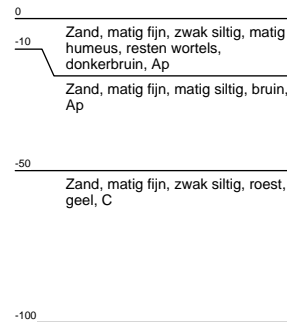 0
Zand, matig fijn, zwak siltig, matig
-10
humeus, resten wortels,
donkerbruin, Ap
Zand, matig fijn, matig siltig, bruin,
Ap
-50
Zand, matig fijn, zwak siltig, roest,
geel, C
-100